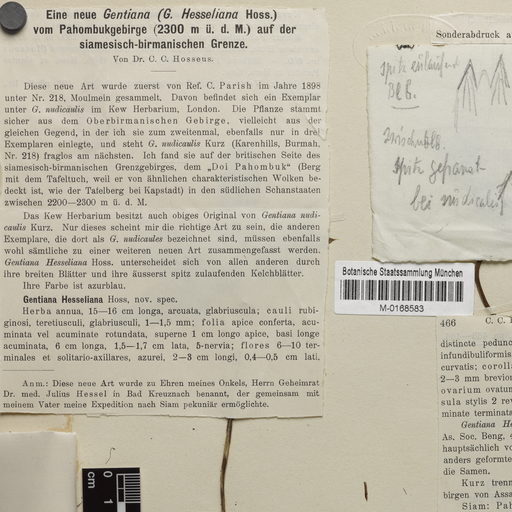 Eine neue Gentiana (G. Hesseliana Hoss.)
vom Pahombukgebirge (2300 m ü. d. M.) auf der
siamesisch-birmanischen Grenze.
Von Dr. C. C. Hosseus.
Diese neue Art wurde zuerst von Ref. C. Parish im Jahre 1898
unter Nr. 218, Moulmein gesammelt. Davon befindet sich ein Exemplar
unter G. nudicaulis im Kew, London Herbarium. Die Pflanze stammt
sicher aus dem Oberbirmanischen Gebirge, vielleicht aus der
gleichen Gegend, in der ich sie zum zweitenmal, ebenfalls nur in drei
Exemplaren einlegte, und steht G. nudicaulis Kurz (Karenhills, Burmah,
Nr. 218) fraglos am nächsten. Ich fand sie auf der britischen Seite des
siamesisch-birmanischen Grenzgebirges, dem „Doi Pahombuk“ (Berg
mit dem Tafeltuch, weil er von ähnlichen charakteristischen Wolken be-
deckt ist, wie der Tafelberg bei Kapstadt) in den südlichen Schanstaaten
zwischen 2200—2300 m ü. d. M.
Das Kew Herbarium besitzt auch obiges Original von Gentiana nudi-
caulis Kurz. Nur dieses scheint mir die richtige Art zu sein, die anderen
Exemplare, die dort als G. nudicaules bezeichnet sind, müssen ebenfalls
wohl sämtliche zu einer weiteren neuen Art zusammengefasst werden.
Gentiana Hesseliana Hoss. unterscheidet sich von allen anderen durch
ihre breiten Blätter und ihre äusserst spitz zulaufenden Kelchblätter.
Ihre Farbe ist azurblau.
Gentiana Hesseliana Hoss. nov. spec.
Herba annua, 15—16 cm longa, arcuata, glabriuscula; cauli rubi-
ginosi, teretiusculi, glabriusculi, 1—1,5 mm; folia apice conferta, acu-
minata vel acuminate rotundata, superne 1 cm longo apice, basi longe
acuminata, 6 cm longa, 1,5—1,7 cm lata, 5-nervia; flores 6—10 ter-
minales et solitario-axillares, azurei, 2—3 cm longi, 0,4—0,5 cm lati,
Anm.: Diese neue Art wurde zu Ehren meines Onkels, Herrn Geheimrat
Dr. med. Julius Hessel in Bad Kreuznach benannt, der gemeinsam mit
meinem Vater meine Expedition nach Siam pekuniär ermöglichte.
Sonderabdruck a
spitz
Spitz
bei nudicaulis
Botanische Staatssammlung München
M-0168583
466 C. C.
distincte pedunc
infundibuliformis
curvatis; corolla
2—3 mm brevior
ovarium ovatum
sula stylis 2 rev
minate terminata
Gentiana He
As. Soc. Beng, 4
hauptsächlich vo
anders geformte
die Samen.
Kurz trenn
birgen von Assa
Siam: Pah
cm
0
1